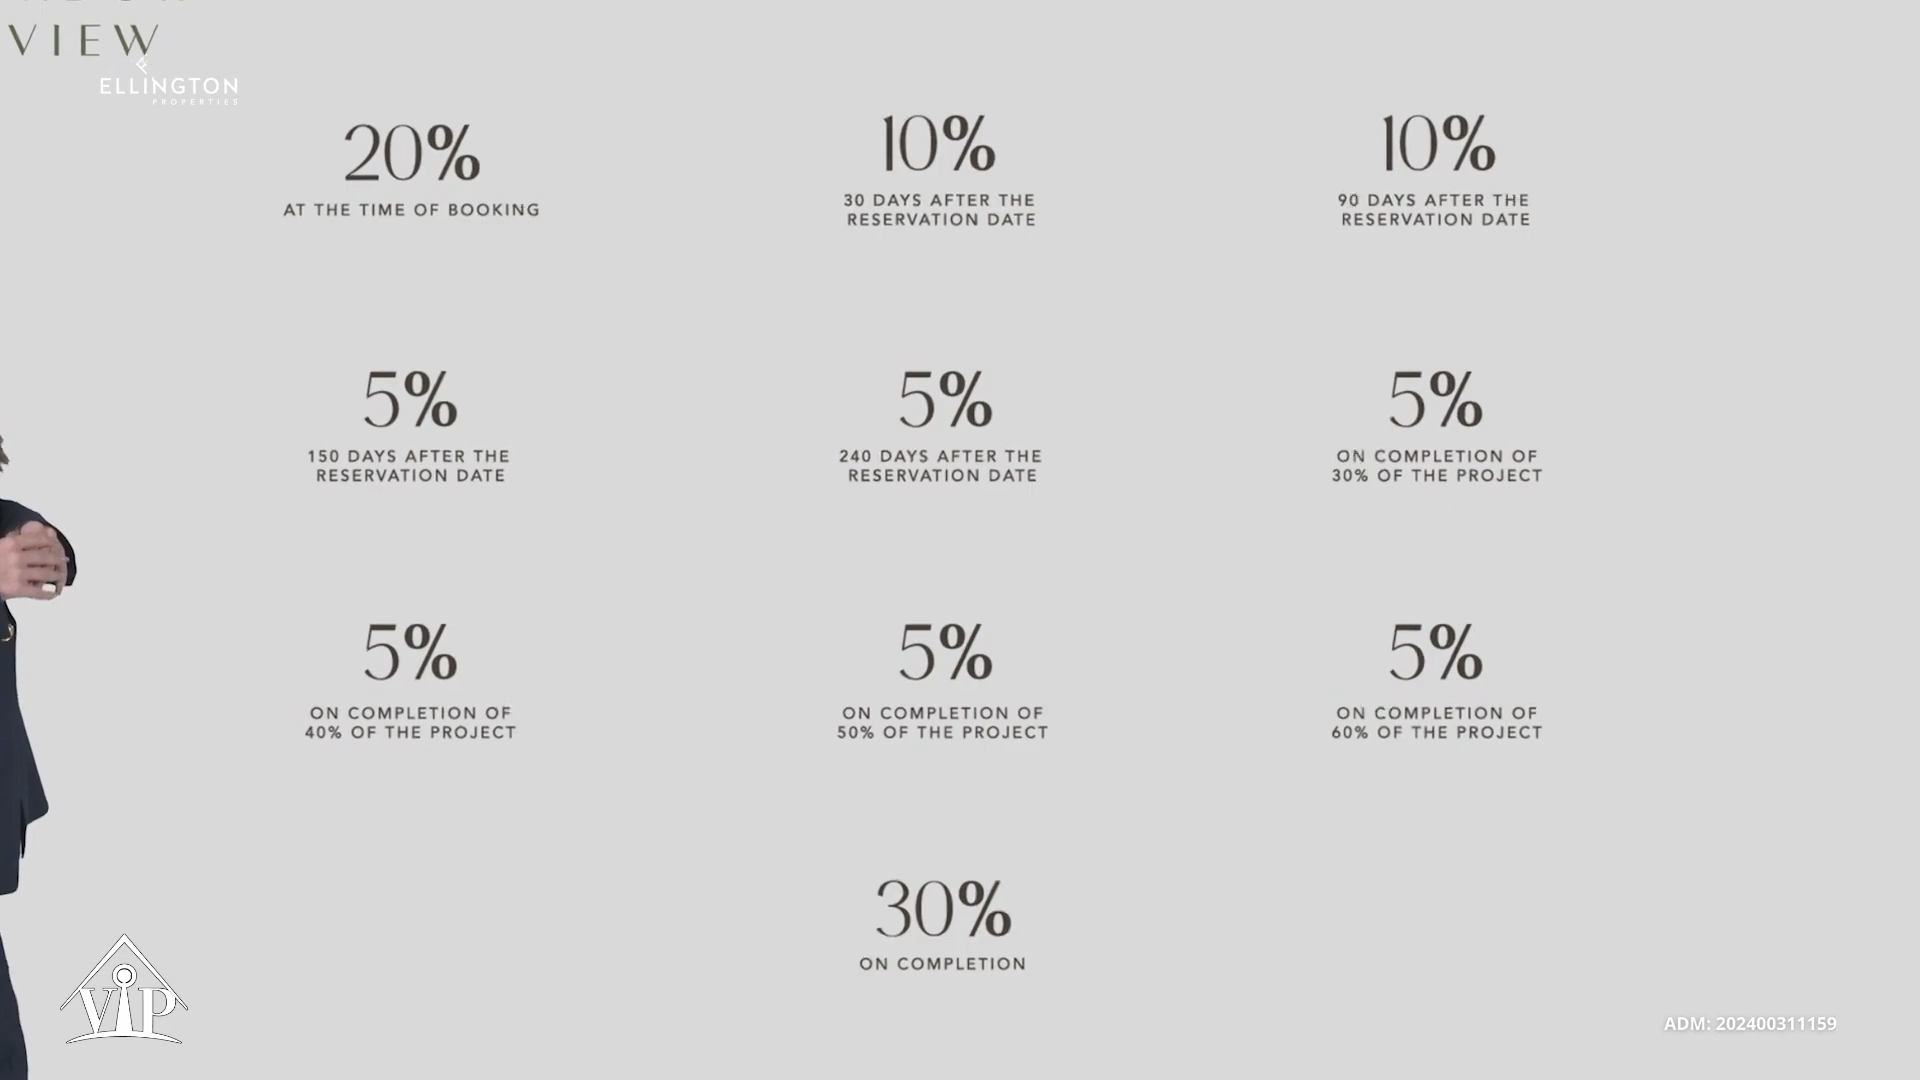 VIEW
ELLINGTON
PROPERTIES
20%
AT THE TIME OF BOOKING
10%
30 DAYS AFTER THE
RESERVATION DATE
10%
90 DAYS AFTER THE
RESERVATION DATE
5%
150 DAYS AFTER THE
RESERVATION DATE
5%
240 DAYS AFTER THE
RESERVATION DATE
5%
ON COMPLETION OF
30% OF THE PROJECT
5%
ON COMPLETION OF
40% OF THE PROJECT
5%
ON COMPLETION OF
50% OF THE PROJECT
5%
ON COMPLETION OF
60% OF THE PROJECT
30%
ON COMPLETION
VIP
ADM: 202400311159